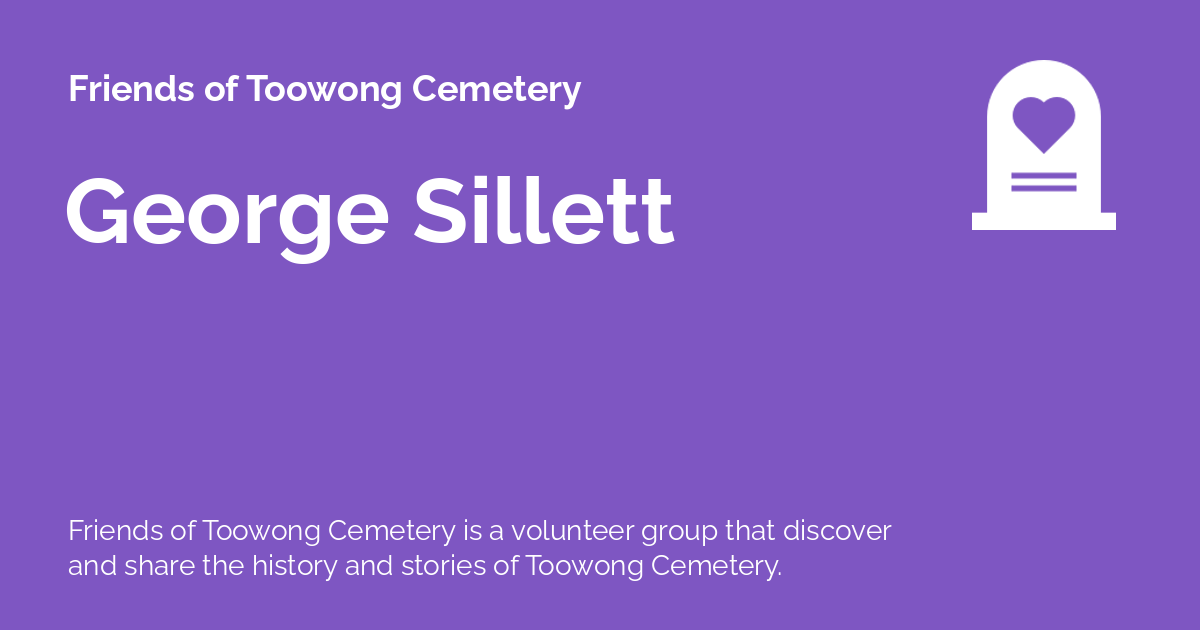 Friends of Toowong Cemetery
George Sillett
Friends of Toowong Cemetery is a volunteer group that discover
and share the history and stories of Toowong Cemetery.